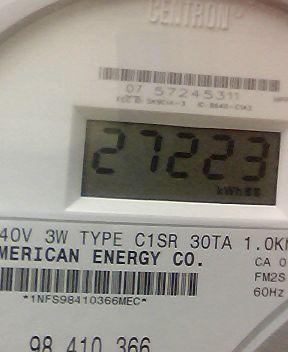 CENTRON®
07 57245311
27223
kWh
40V 3W TYPE C1SR 30TA 1.0K
MERICAN ENERGY CO.
CA 0
FM2S
*1NFS98410366MEC*
60Hz
98 410 366